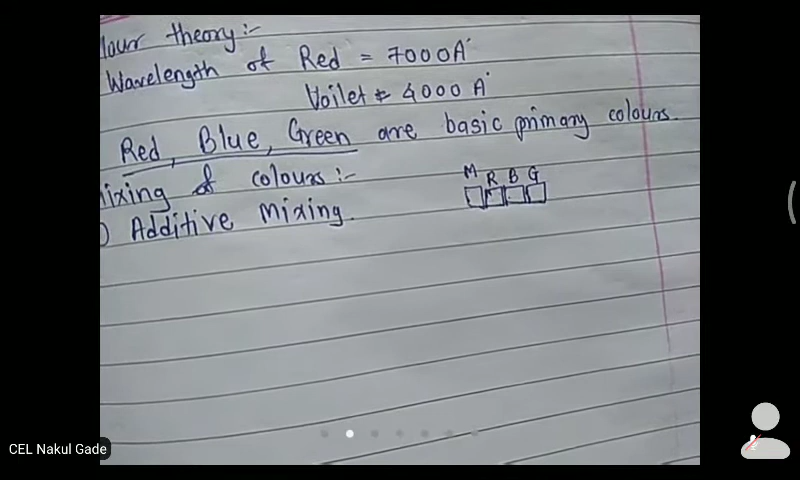 lour theory:-
Wavelength of Red = 7000A°
Voilet = 4000 A°
Red, Blue, Green are basic primary colours.
ixing of colours:-
) Additive Mixing.
M R B G
CEL Nakul Gade